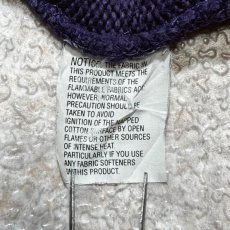 NOTICE. THE FABRIC IN
THIS PRODUCT MEETS THE
REQUIREMENTS OF THE
FLAMMABLE FABRICS ACT.
HOWEVER, NORMAL
PRECAUTION SHOULD BE
TAKEN TO AVOID
IGNITION OF THE NAPPED
COTTON SURFACE BY OPEN
FLAMES OR OTHER SOURCES
OF INTENSE HEAT
PARTICULARLY IF YOU USE
ANY FABRIC SOFTENERS
IN THIS PRODUCT.